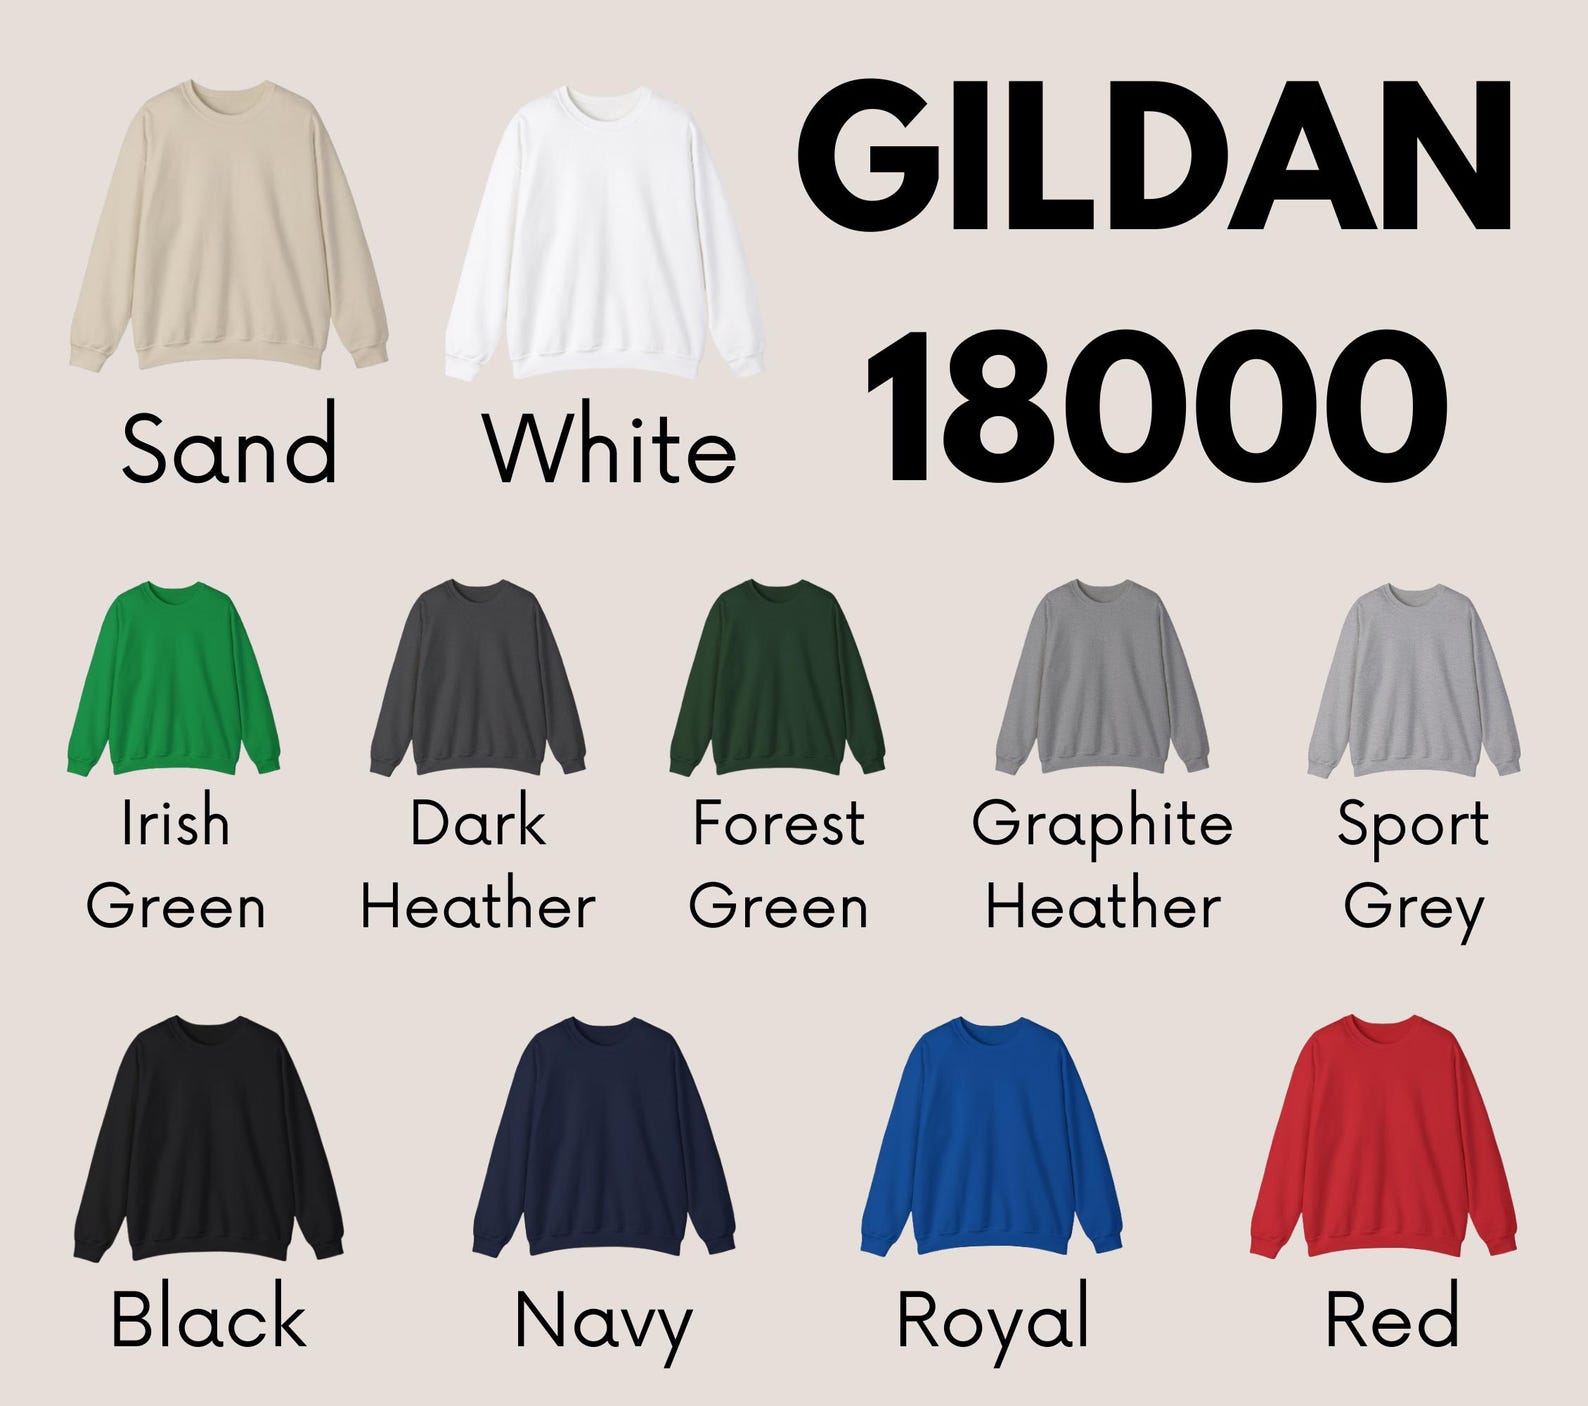 GILDAN
18000
Sand
White
Irish
Green
Dark
Heather
Forest
Green
Graphite
Heather
Sport
Grey
Black
Navy
Royal
Red